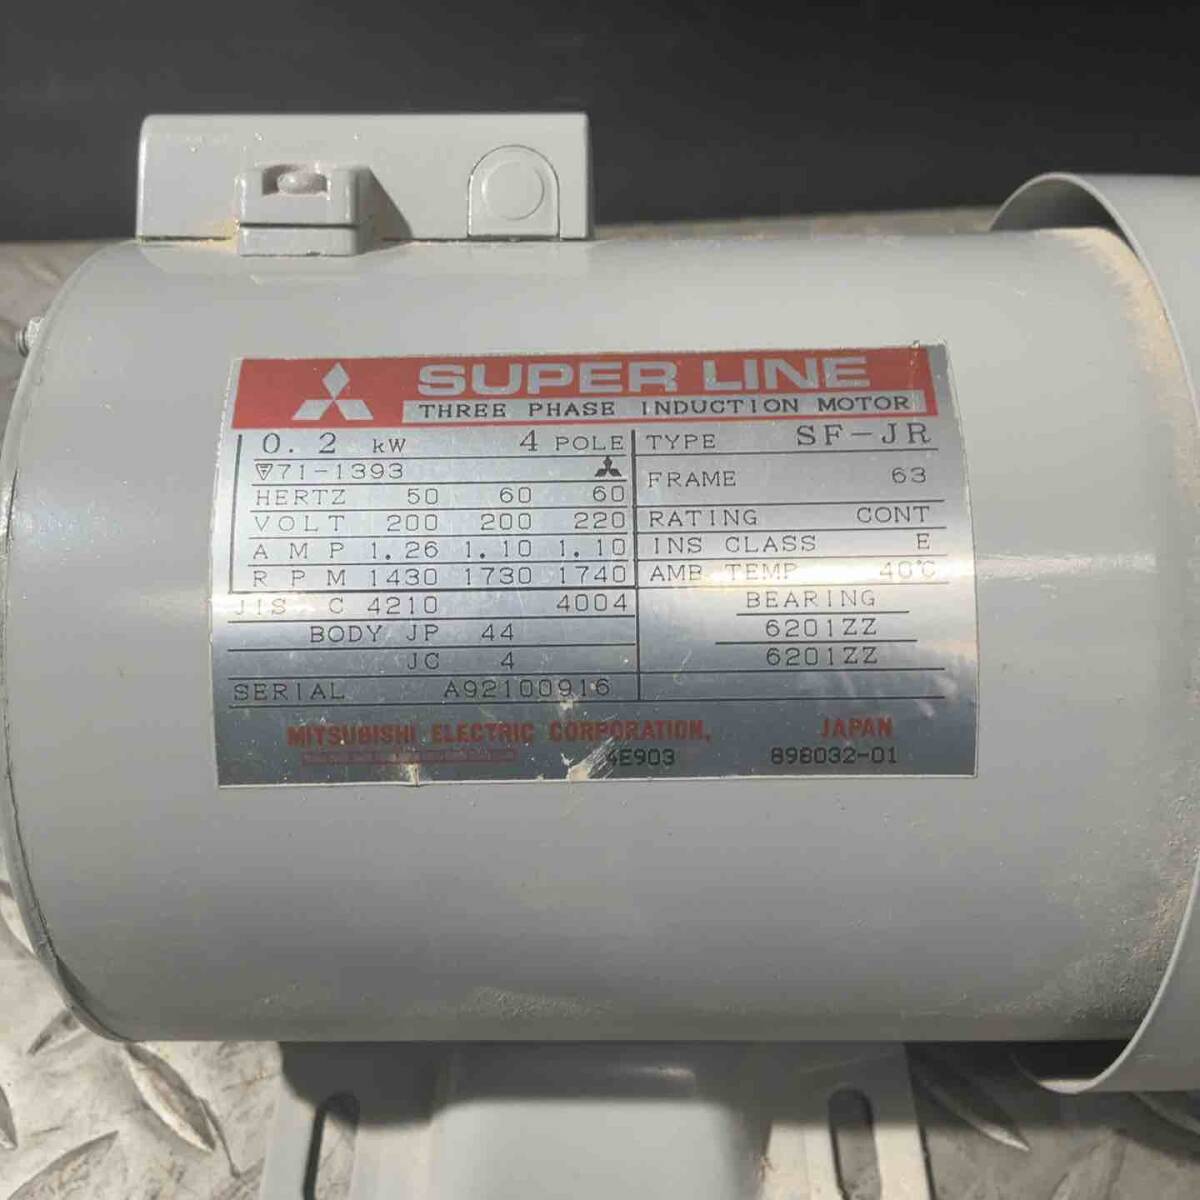 SUPER LINE
THREE PHASE INDUCTION MOTOR
0.2 kW 4 POLE
71-1393
HERTZ 50 60 60
VOLT 200 200 220
AMP 1.26 1.10 1.10
RPM 1430 1730 1740
JIS C 4210 4004
BODY JP 44
JC 4
SERIAL A92100916
TYPE SF-JR
FRAME 63
RATING CONT
INS CLASS E
AMB TEMP 40°C
BEARING
6201ZZ
6201ZZ
MITSUBISHI ELECTRIC CORPORATION, JAPAN
4E903 898032-01